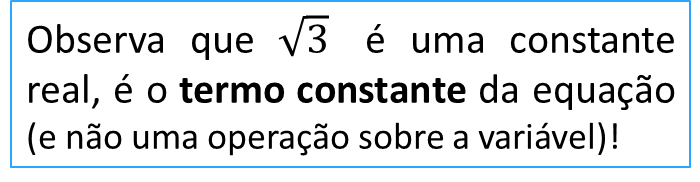 Observa que √3 é uma constante
real, é o termo constante da equação
(e não uma operação sobre a variável)!